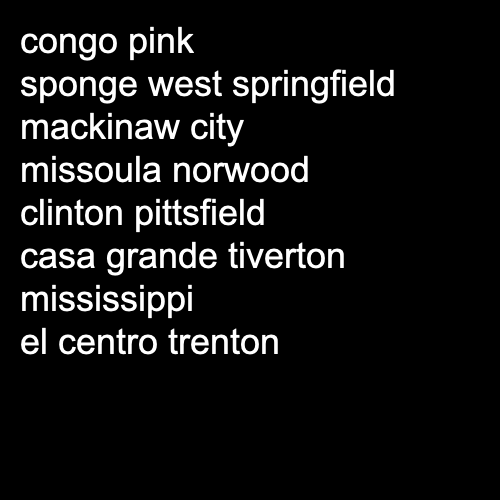 congo pink
sponge west springfield
mackinaw city
missoula norwood
clinton pittsfield
casa grande tiverton
mississippi
el centro trenton